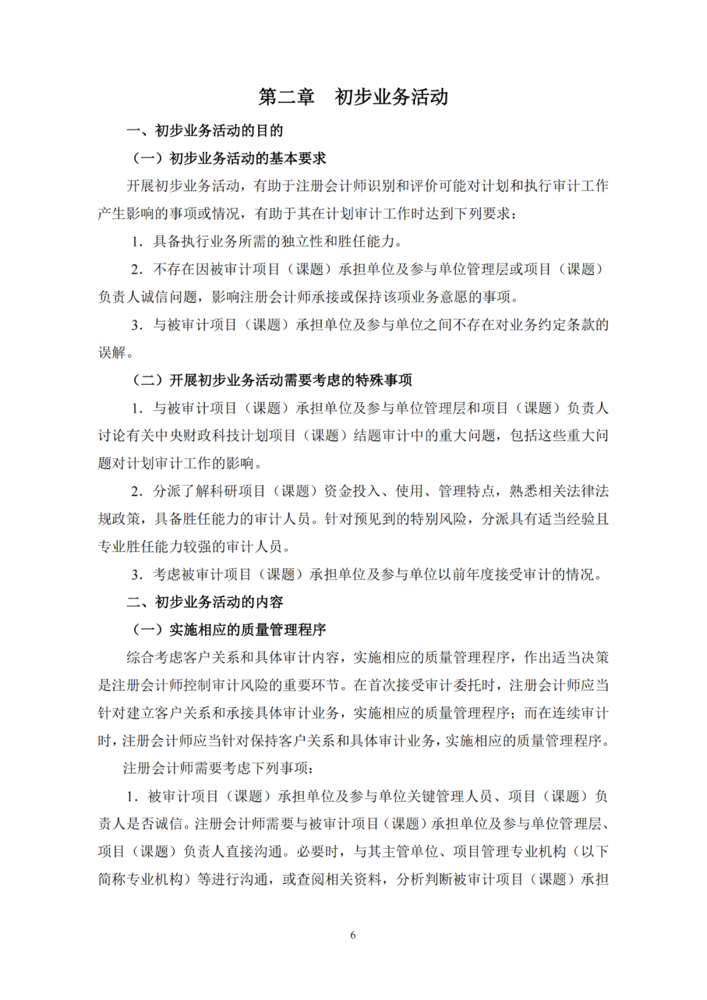 第二章　初步业务活动
一、初步业务活动的目的
（一）初步业务活动的基本要求
开展初步业务活动，有助于注册会计师识别和评价可能对计划和执行审计工作
产生影响的事项或情况，有助于其在计划审计工作时达到下列要求：
1．具备执行业务所需的独立性和胜任能力。
2．不存在因被审计项目（课题）承担单位及参与单位管理层或项目（课题）
负责人诚信问题，影响注册会计师承接或保持该项业务意愿的事项。
3．与被审计项目（课题）承担单位及参与单位之间不存在对业务约定条款的
误解。
（二）开展初步业务活动需要考虑的特殊事项
1．与被审计项目（课题）承担单位及参与单位管理层和项目（课题）负责人
讨论有关中央财政科技计划项目（课题）结题审计中的重大问题，包括这些重大问
题对计划审计工作的影响。
2．分派了解科研项目（课题）资金投入、使用、管理特点，熟悉相关法律法
规政策，具备胜任能力的审计人员。针对预见到的特别风险，分派具有适当经验且
专业胜任能力较强的审计人员。
3．考虑被审计项目（课题）承担单位及参与单位以前年度接受审计的情况。
二、初步业务活动的内容
（一）实施相应的质量管理程序
综合考虑客户关系和具体审计内容，实施相应的质量管理程序，作出适当决策
是注册会计师控制审计风险的重要环节。在首次接受审计委托时，注册会计师应当
针对建立客户关系和承接具体审计业务，实施相应的质量管理程序；而在连续审计
时，注册会计师应当针对保持客户关系和具体审计业务，实施相应的质量管理程序。
注册会计师需要考虑下列事项：
1．被审计项目（课题）承担单位及参与单位关键管理人员、项目（课题）负
责人是否诚信。注册会计师需要与被审计项目（课题）承担单位及参与单位管理层、
项目（课题）负责人直接沟通。必要时，与其主管单位、项目管理专业机构（以下
简称专业机构）等进行沟通，或查阅相关资料，分析判断被审计项目（课题）承担
6